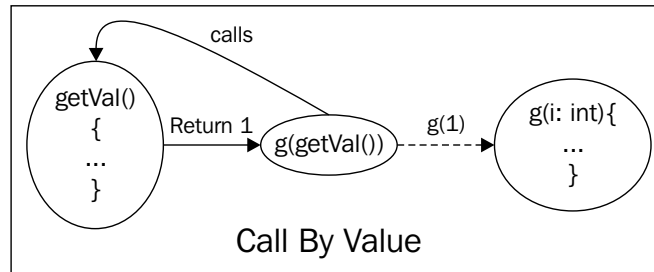 calls
getVal()
{
...
}
Return 1
g(getVal())
g(1)
g(i: int){
...
}
Call By Value